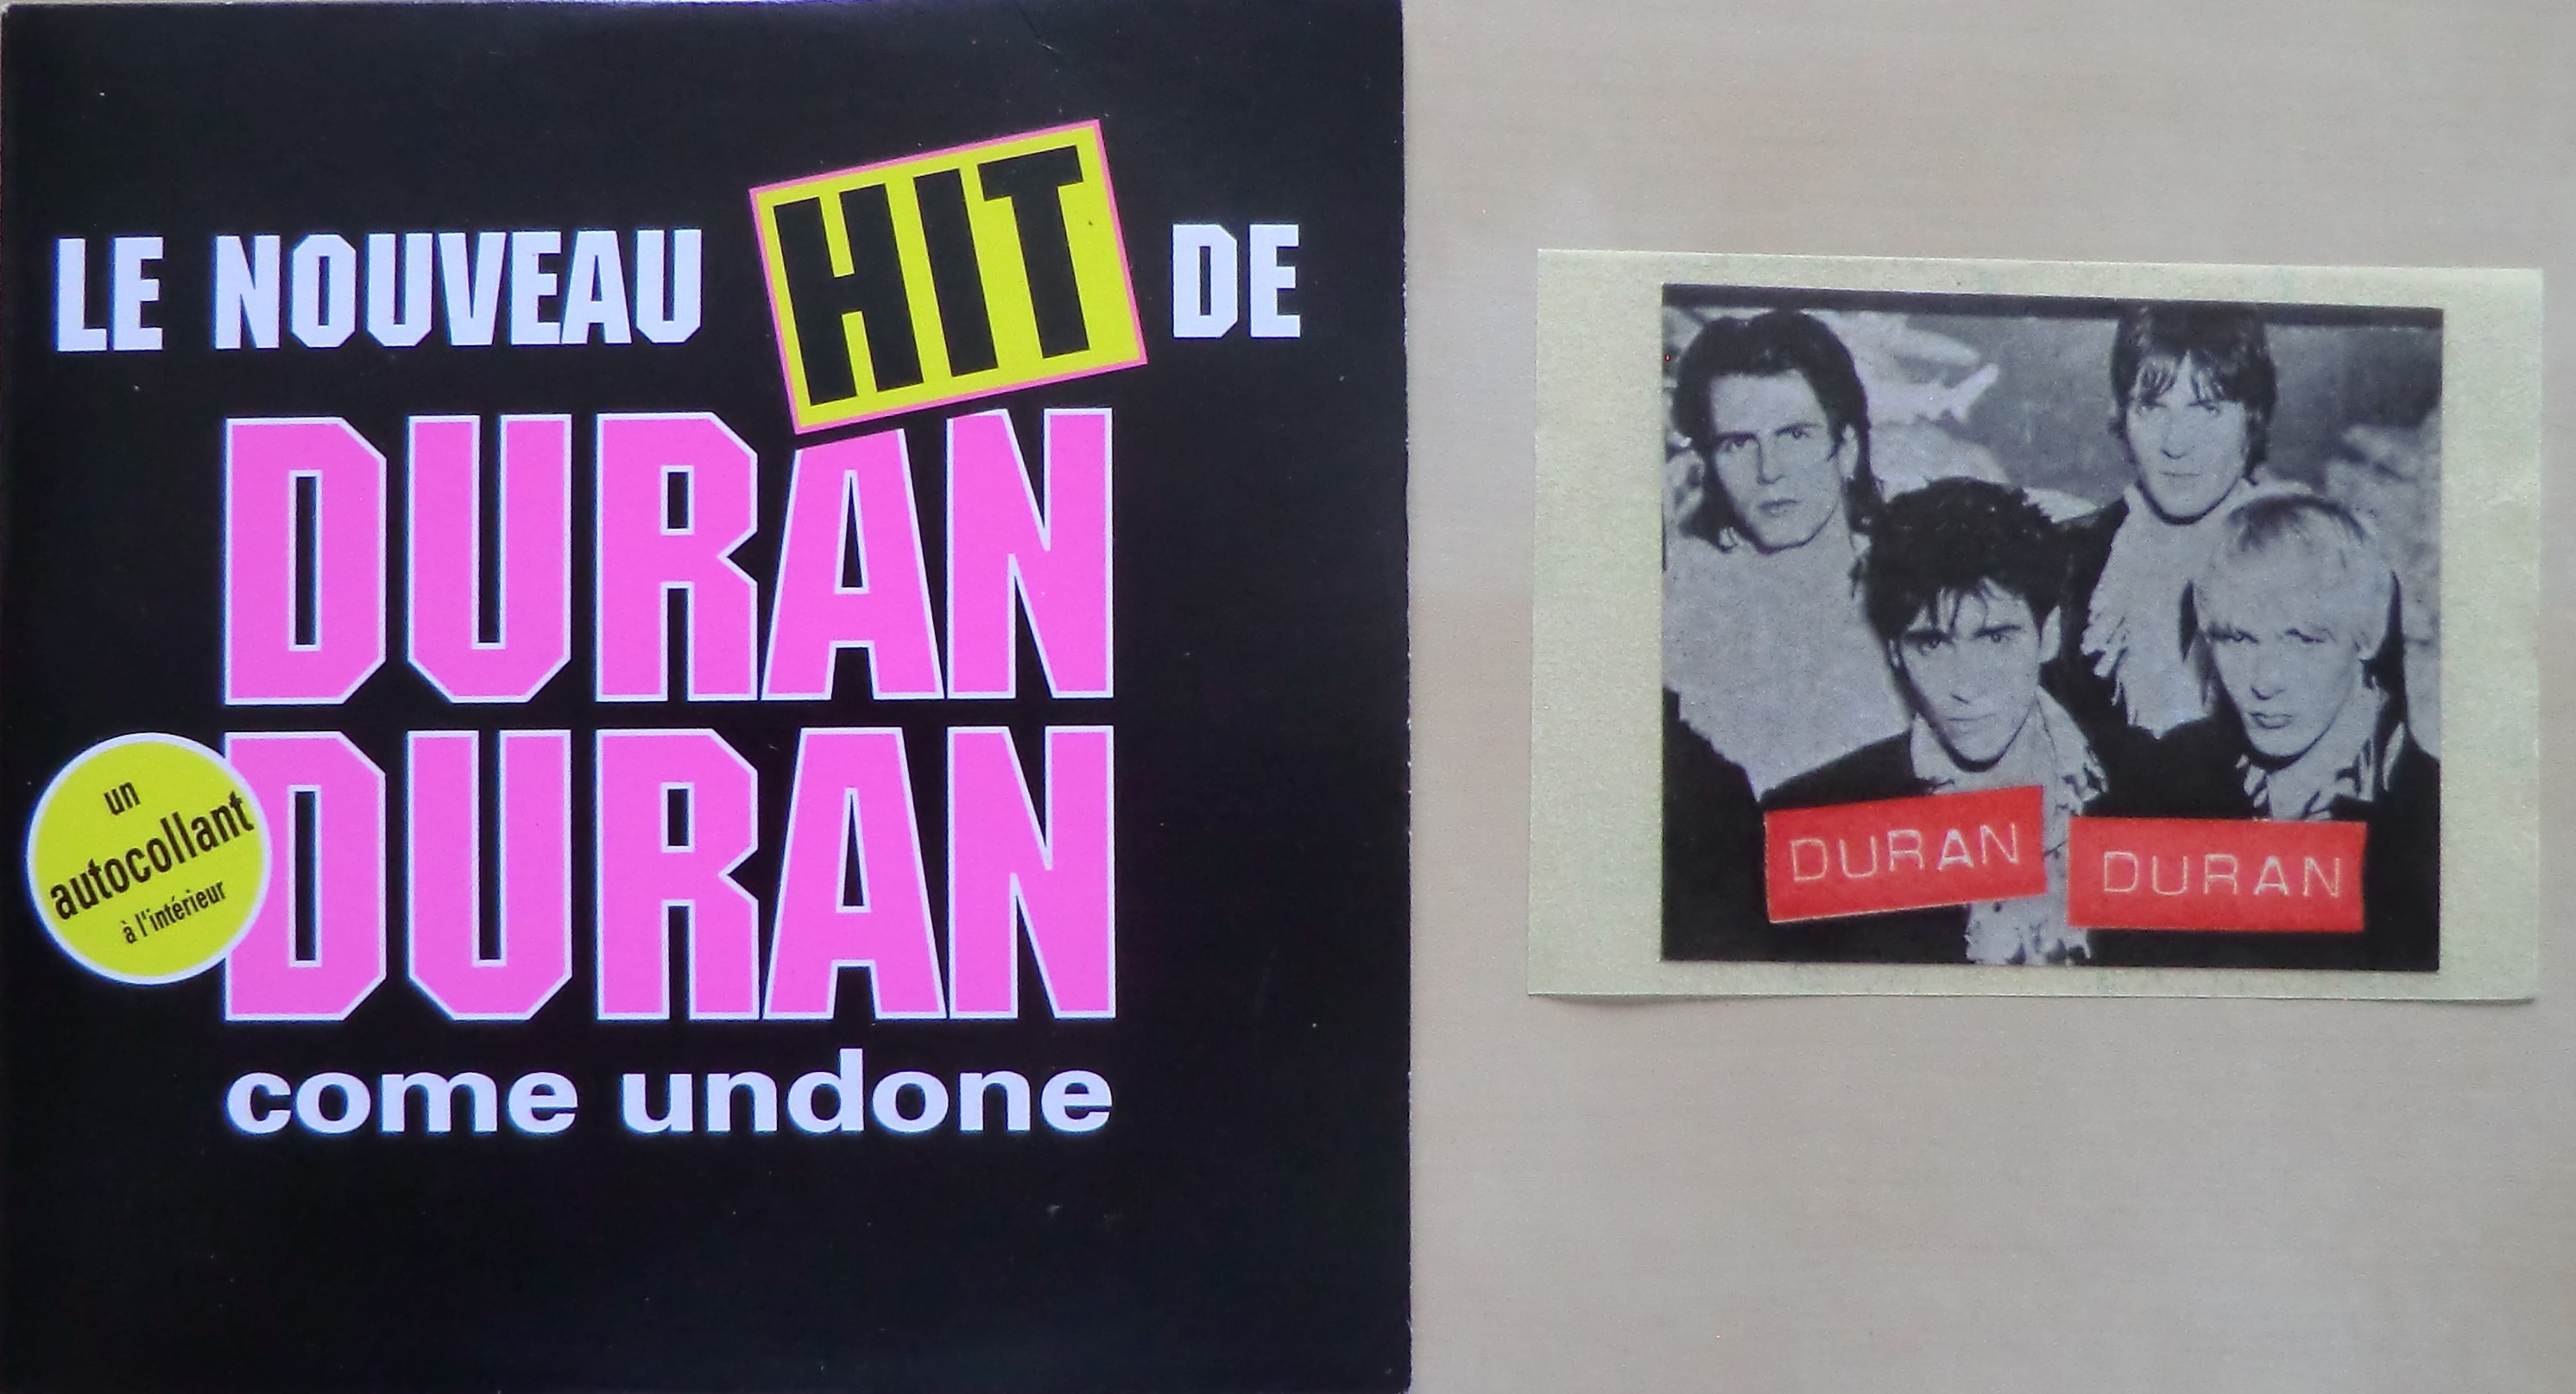 LE NOUVEAU HIT DE
DURAN
DURAN
un
autocollant
à l'intérieur
come undone
DURAN DURAN